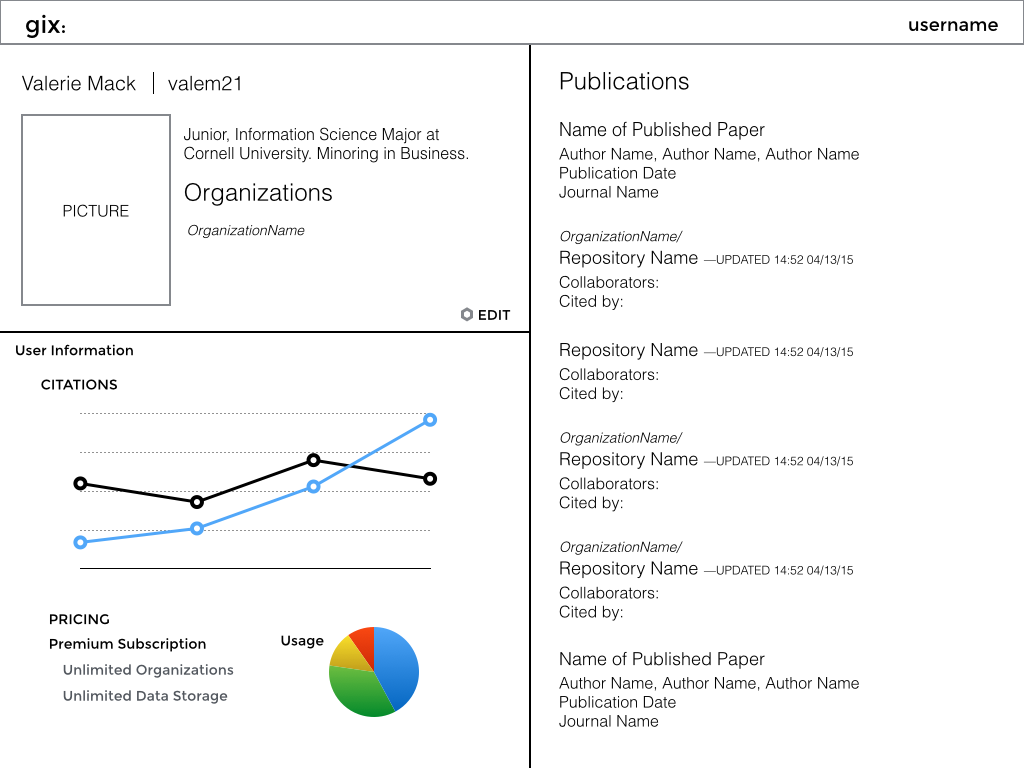 gix:
username
Valerie Mack | valem21
PICTURE
Junior, Information Science Major at
Cornell University. Minoring in Business.
Organizations
OrganizationName
EDIT
User Information
CITATIONS
PRICING
Premium Subscription
Unlimited Organizations
Unlimited Data Storage
Usage
Publications
Name of Published Paper
Author Name, Author Name, Author Name
Publication Date
Journal Name
OrganizationName/
Repository Name —UPDATED 14:52 04/13/15
Collaborators:
Cited by:
Repository Name —UPDATED 14:52 04/13/15
Collaborators:
Cited by:
OrganizationName/
Repository Name —UPDATED 14:52 04/13/15
Collaborators:
Cited by:
OrganizationName/
Repository Name —UPDATED 14:52 04/13/15
Collaborators:
Cited by:
Name of Published Paper
Author Name, Author Name, Author Name
Publication Date
Journal Name